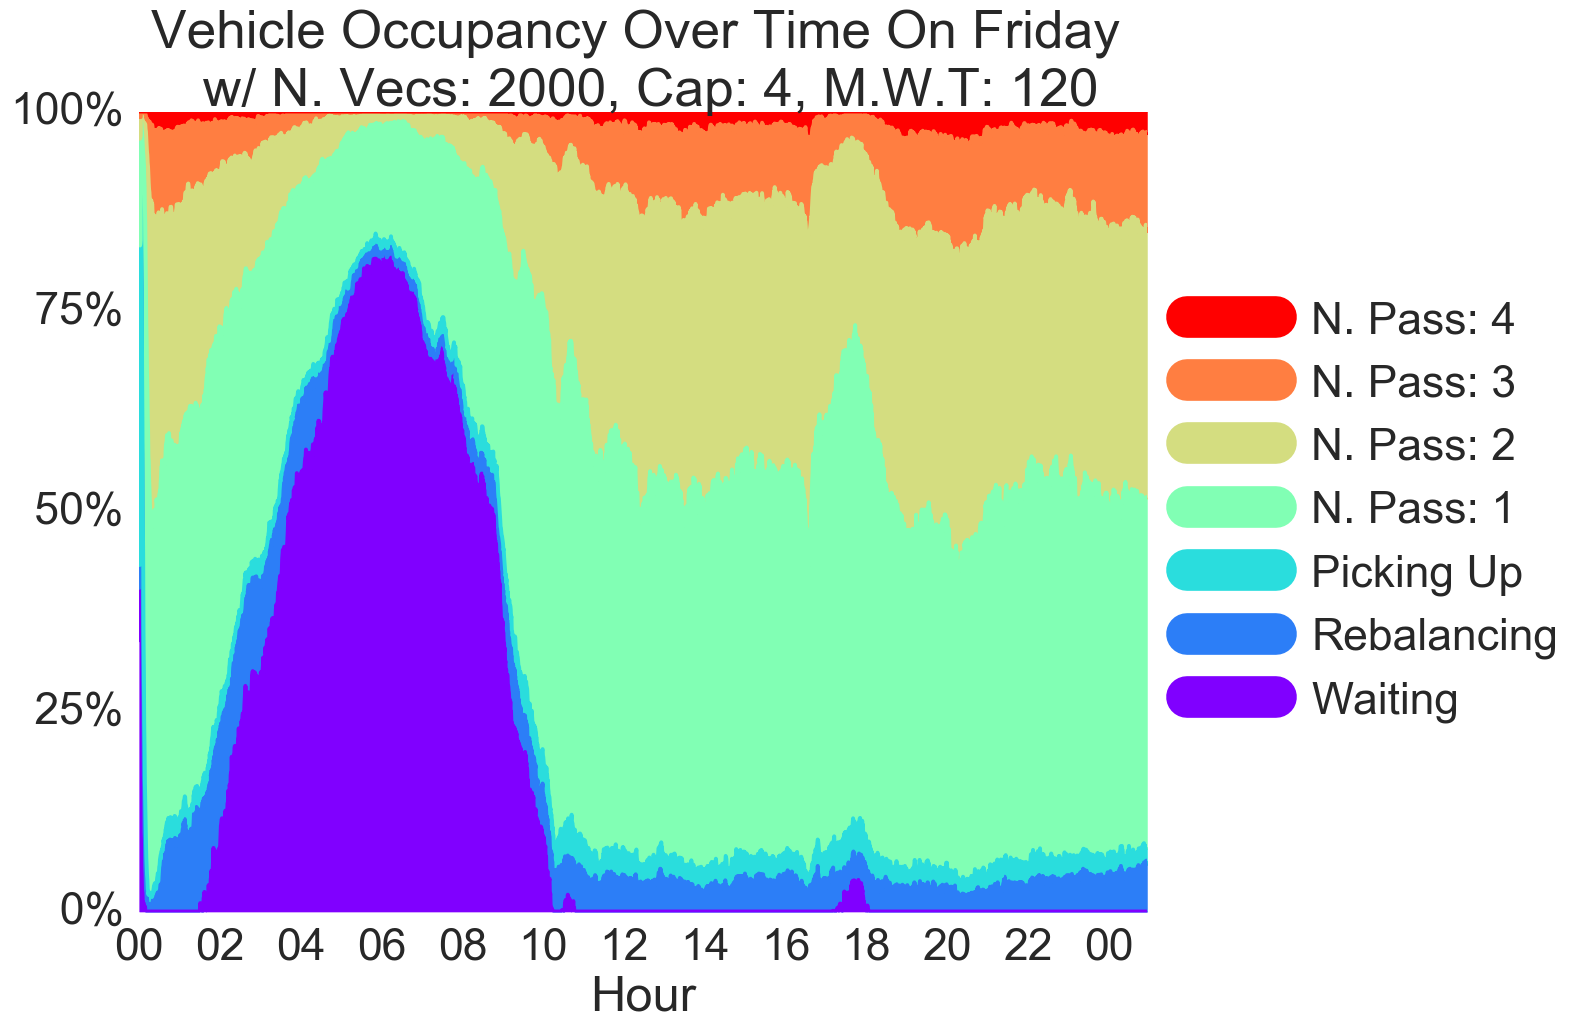 Vehicle Occupancy Over Time On Friday
w/ N. Vecs: 2000, Cap: 4, M.W.T: 120
100%
75%
50%
25%
0%
00 02 04 06 08 10 12 14 16 18 20 22 00
Hour
N. Pass: 4
N. Pass: 3
N. Pass: 2
N. Pass: 1
Picking Up
Rebalancing
Waiting